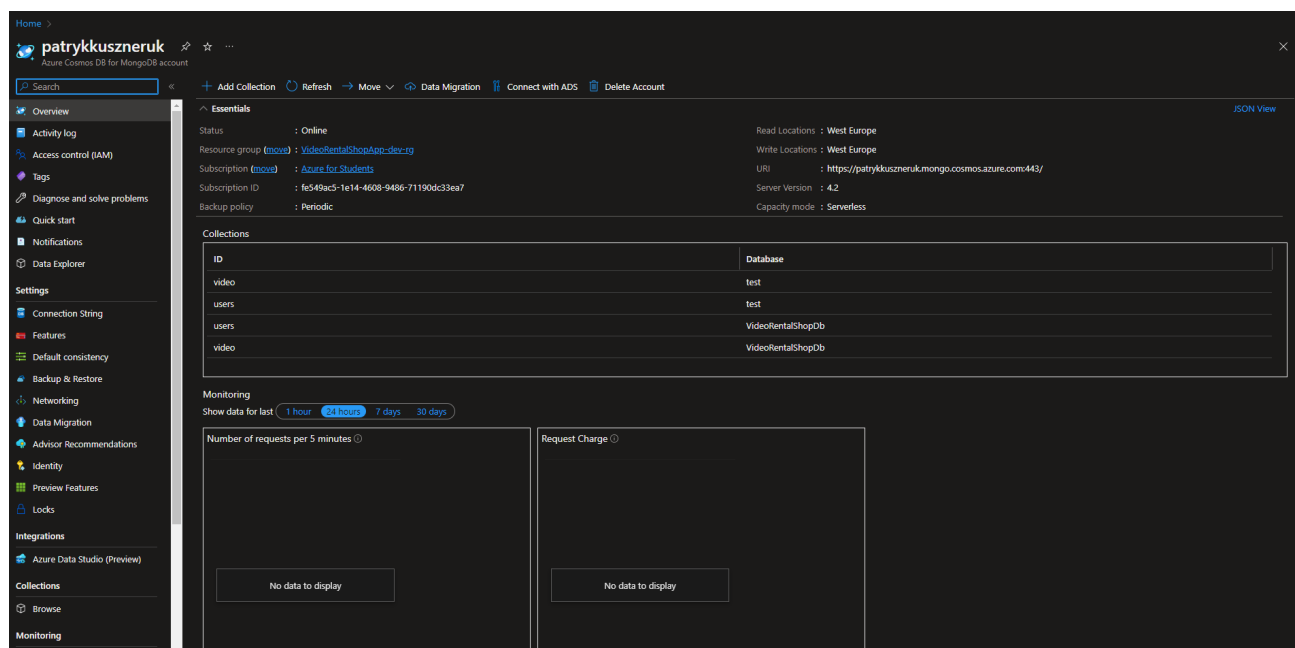 Home >
patrykkuszneruk
Azure Cosmos DB for MongoDB account
Search
Overview
Activity log
Access control (IAM)
Tags
Diagnose and solve problems
Quick start
Notifications
Data Explorer
Settings
Connection String
Features
Default consistency
Backup & Restore
Networking
Data Migration
Advisor Recommendations
Identity
Preview Features
Locks
Integrations
Azure Data Studio (Preview)
Collections
Browse
Monitoring
Add Collection Refresh Move Data Migration Connect with ADS Delete Account
Essentials JSON View
Status : Online
Resource group (move) : VideoRentalShopApp-dev-rg
Subscription (move) : Azure for Students
Subscription ID : fe549ac5-1e14-4608-9486-71190dc33ea7
Backup policy : Periodic
Read Locations : West Europe
Write Locations : West Europe
URI : https://patrykkuszneruk.mongo.cosmos.azure.com:443/
Server Version : 4.2
Capacity mode : Serverless
Collections
ID Database
video test
users test
users VideoRentalShopDb
video VideoRentalShopDb
Monitoring
Show data for last 1 hour 24 hours 7 days 30 days
Number of requests per 5 minutes
No data to display
Request Charge
No data to display